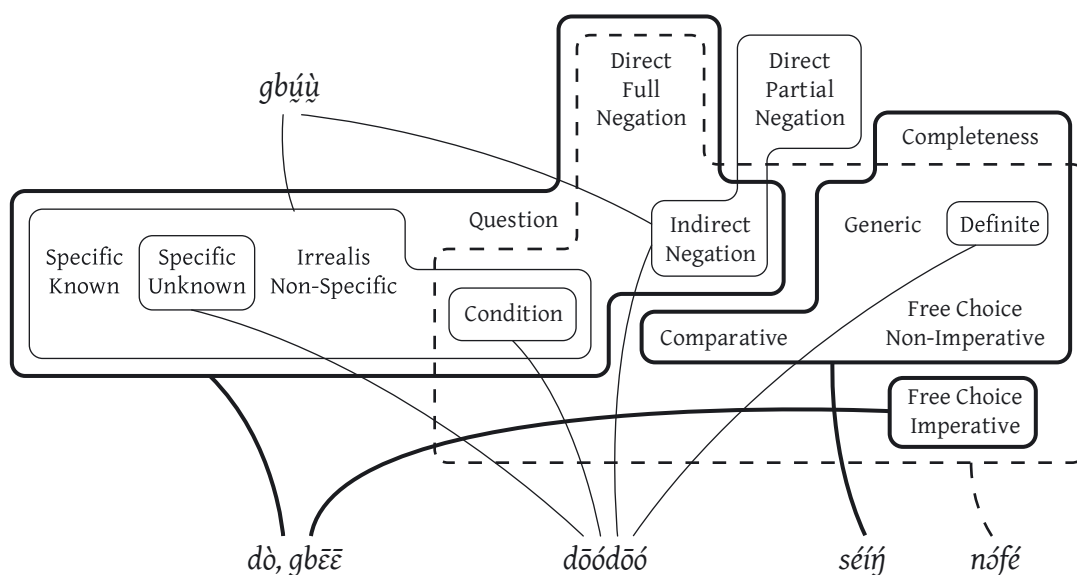 Direct
Full
Negation
Direct
Partial
Negation
gbṵ́ṵ̀
Completeness
Question
Indirect
Negation
Generic
Definite
Specific
Known
Specific
Unknown
Irrealis
Non-Specific
Condition
Comparative
Free Choice
Non-Imperative
Free Choice
Imperative
dò, gbɛ̄ɛ̄
dōódōó
séíŋ́
nɔ́fé